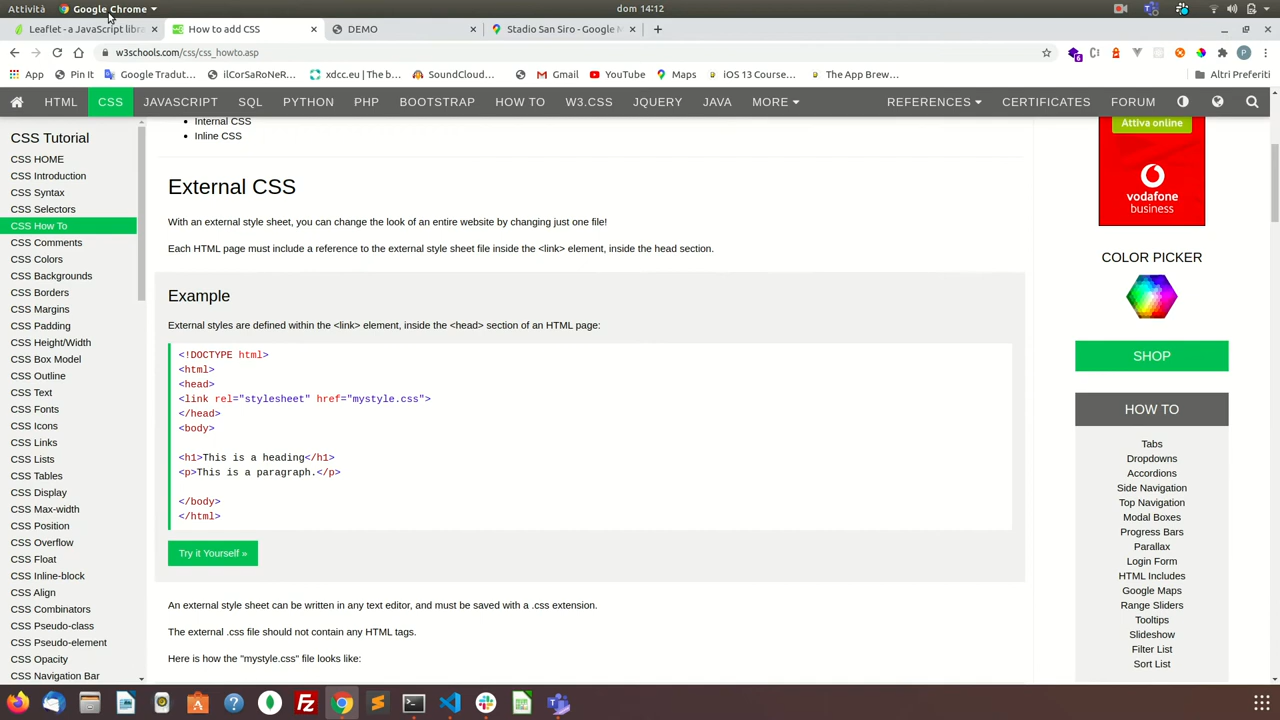 Attività
Google Chrome
dom 14:12
Leaflet - a JavaScript libra
How to add CSS
DEMO
Stadio San Siro - Google M
w3schools.com/css/css_howto.asp
App
Pin It
Google Tradut...
ilCorSaRoNeR...
xdcc.eu | The b...
SoundCloud...
Gmail
YouTube
Maps
iOS 13 Course...
The App Brew...
Altri Preferiti
HTML
CSS
JAVASCRIPT
SQL
PYTHON
PHP
BOOTSTRAP
HOW TO
W3.CSS
JQUERY
JAVA
MORE
REFERENCES
CERTIFICATES
FORUM
CSS Tutorial
CSS HOME
CSS Introduction
CSS Syntax
CSS Selectors
CSS How To
CSS Comments
CSS Colors
CSS Backgrounds
CSS Borders
CSS Margins
CSS Padding
CSS Height/Width
CSS Box Model
CSS Outline
CSS Text
CSS Fonts
CSS Icons
CSS Links
CSS Lists
CSS Tables
CSS Display
CSS Max-width
CSS Position
CSS Overflow
CSS Float
CSS Inline-block
CSS Align
CSS Combinators
CSS Pseudo-class
CSS Pseudo-element
CSS Opacity
CSS Navigation Bar
Internal CSS
Inline CSS
External CSS
With an external style sheet, you can change the look of an entire website by changing just one file!
Each HTML page must include a reference to the external style sheet file inside the <link> element, inside the head section.
Example
External styles are defined within the <link> element, inside the <head> section of an HTML page:
<!DOCTYPE html>
<html>
<head>
<link rel="stylesheet" href="mystyle.css">
</head>
<body>
<h1>This is a heading</h1>
<p>This is a paragraph.</p>
</body>
</html>
Try it Yourself »
An external style sheet can be written in any text editor, and must be saved with a .css extension.
The external .css file should not contain any HTML tags.
Here is how the "mystyle.css" file looks like:
Attiva online
vodafone
business
COLOR PICKER
SHOP
HOW TO
Tabs
Dropdowns
Accordions
Side Navigation
Top Navigation
Modal Boxes
Progress Bars
Parallax
Login Form
HTML Includes
Google Maps
Range Sliders
Tooltips
Slideshow
Filter List
Sort List